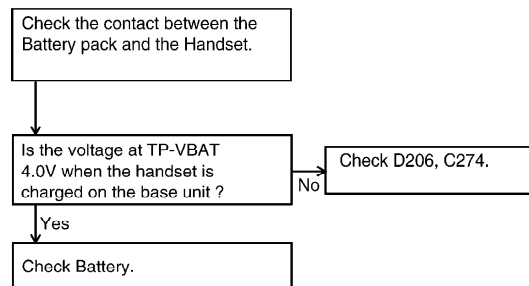 Check the contact between the
Battery pack and the Handset.
Is the voltage at TP-VBAT
4.0V when the handset is
charged on the base unit ?
No
Check D206, C274.
Yes
Check Battery.